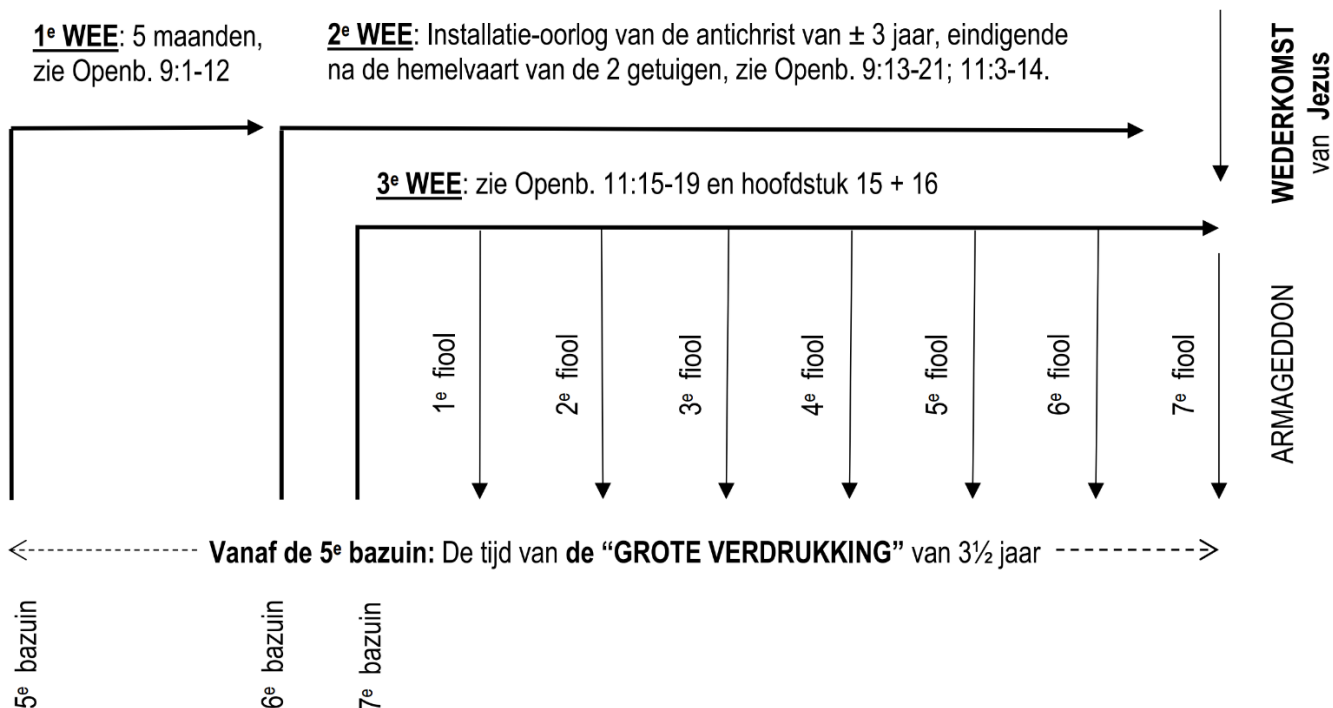 1e WEE: 5 maanden,
zie Openb. 9:1-12
2e WEE: Installatie-oorlog van de antichrist van ± 3 jaar, eindigende
na de hemelvaart van de 2 getuigen, zie Openb. 9:13-21; 11:3-14.
WEDERKOMST
van Jezus
3e WEE: zie Openb. 11:15-19 en hoofdstuk 15 + 16
1e fiool
2e fiool
3e fiool
4e fiool
5e fiool
6e fiool
7e fiool
ARMAGEDDON
Vanaf de 5e bazuin: De tijd van de “GROTE VERDRUKKING” van 3½ jaar
5e bazuin
6e bazuin
7e bazuin